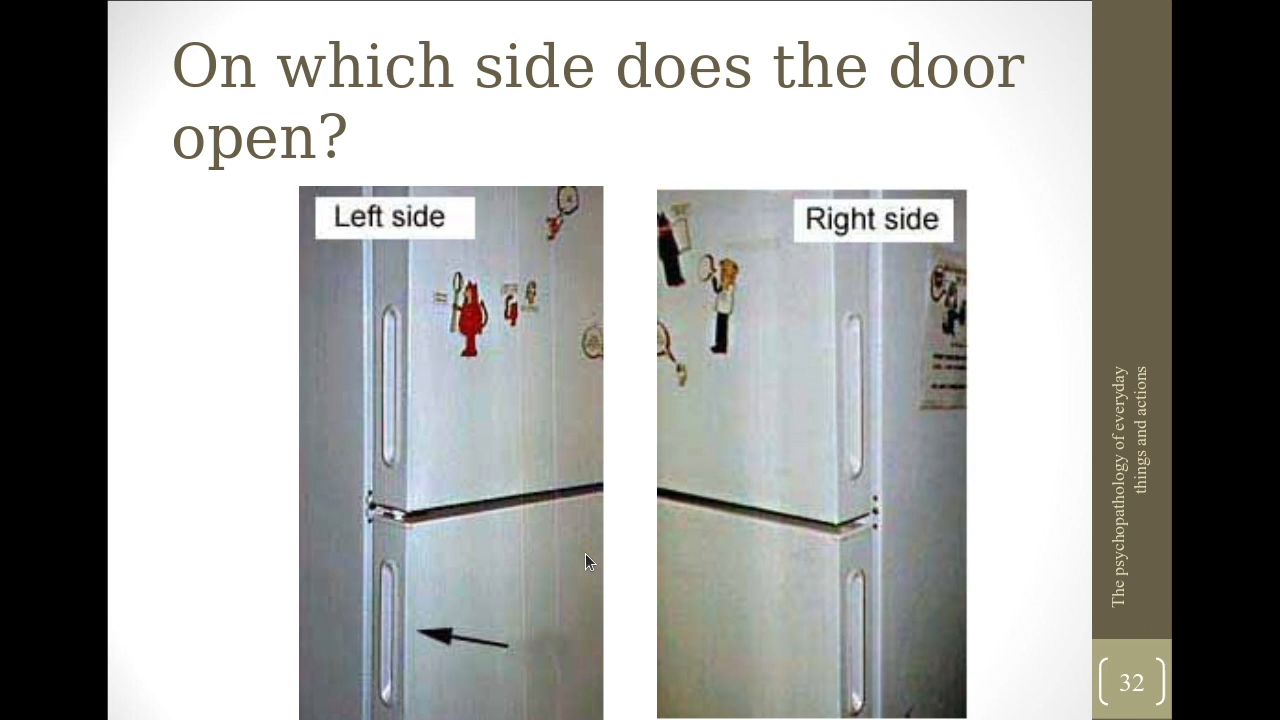 On which side does the door
open?
Left side
Right side
The psychopathology of everyday
things and actions
32